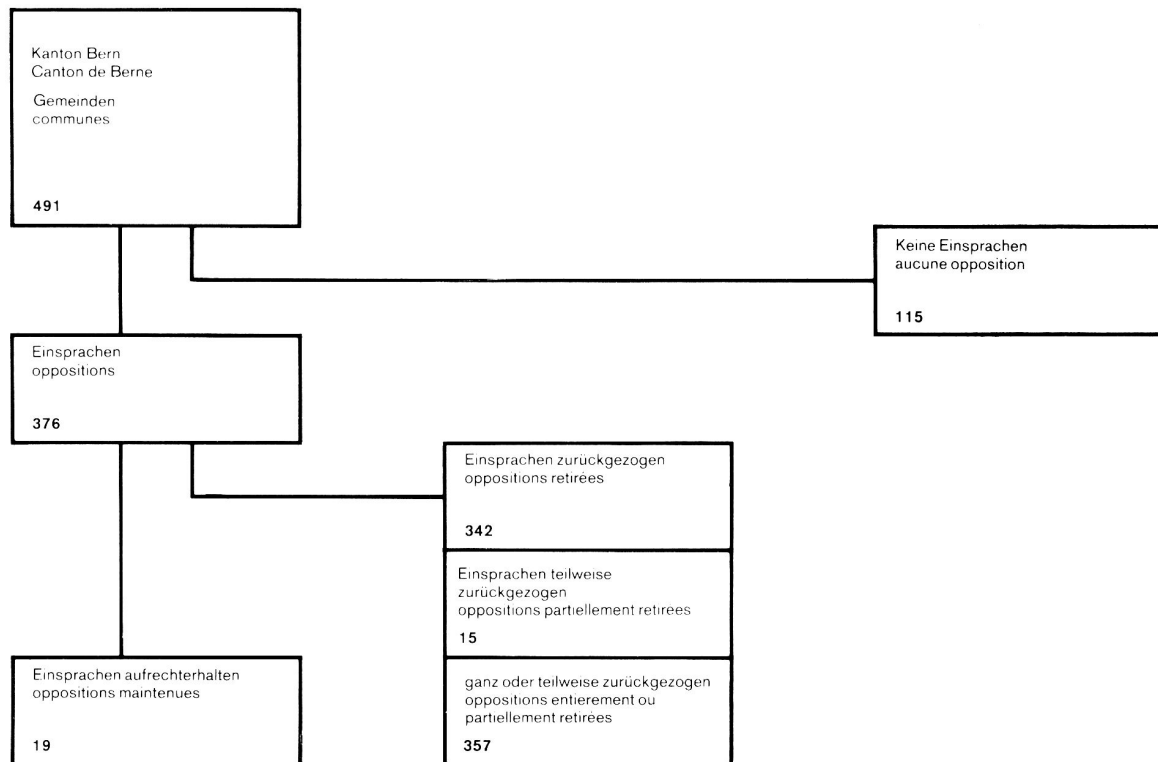 Kanton Bern
Canton de Berne
Gemeinden
communes
491
Keine Einsprachen
aucune opposition
115
Einsprachen
oppositions
376
Einsprachen zurückgezogen
oppositions retirées
342
Einsprachen teilweise
zurückgezogen
oppositions partiellement retirées
15
Einsprachen aufrechterhalten
oppositions maintenues
19
ganz oder teilweise zurückgezogen
oppositions entierement ou
partiellement retirées
357